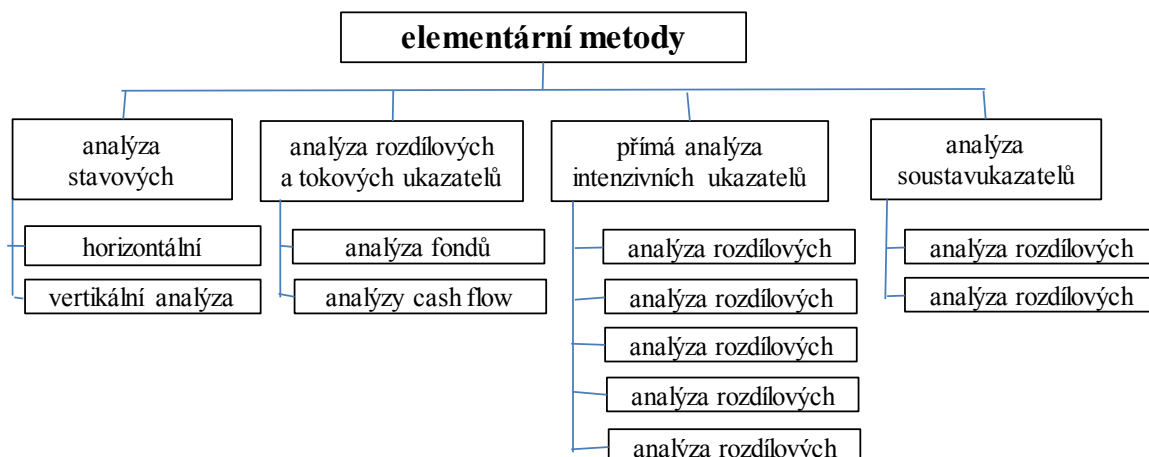 elementární metody
analýza
stavových
analýza rozdílových
a tokových ukazatelů
přímá analýza
intenzivních ukazatelů
analýza
soustavukazatelů
horizontální
vertikální analýza
analýza fondů
analýzy cash flow
analýza rozdílových
analýza rozdílových
analýza rozdílových
analýza rozdílových
analýza rozdílových
analýza rozdílových
analýza rozdílových